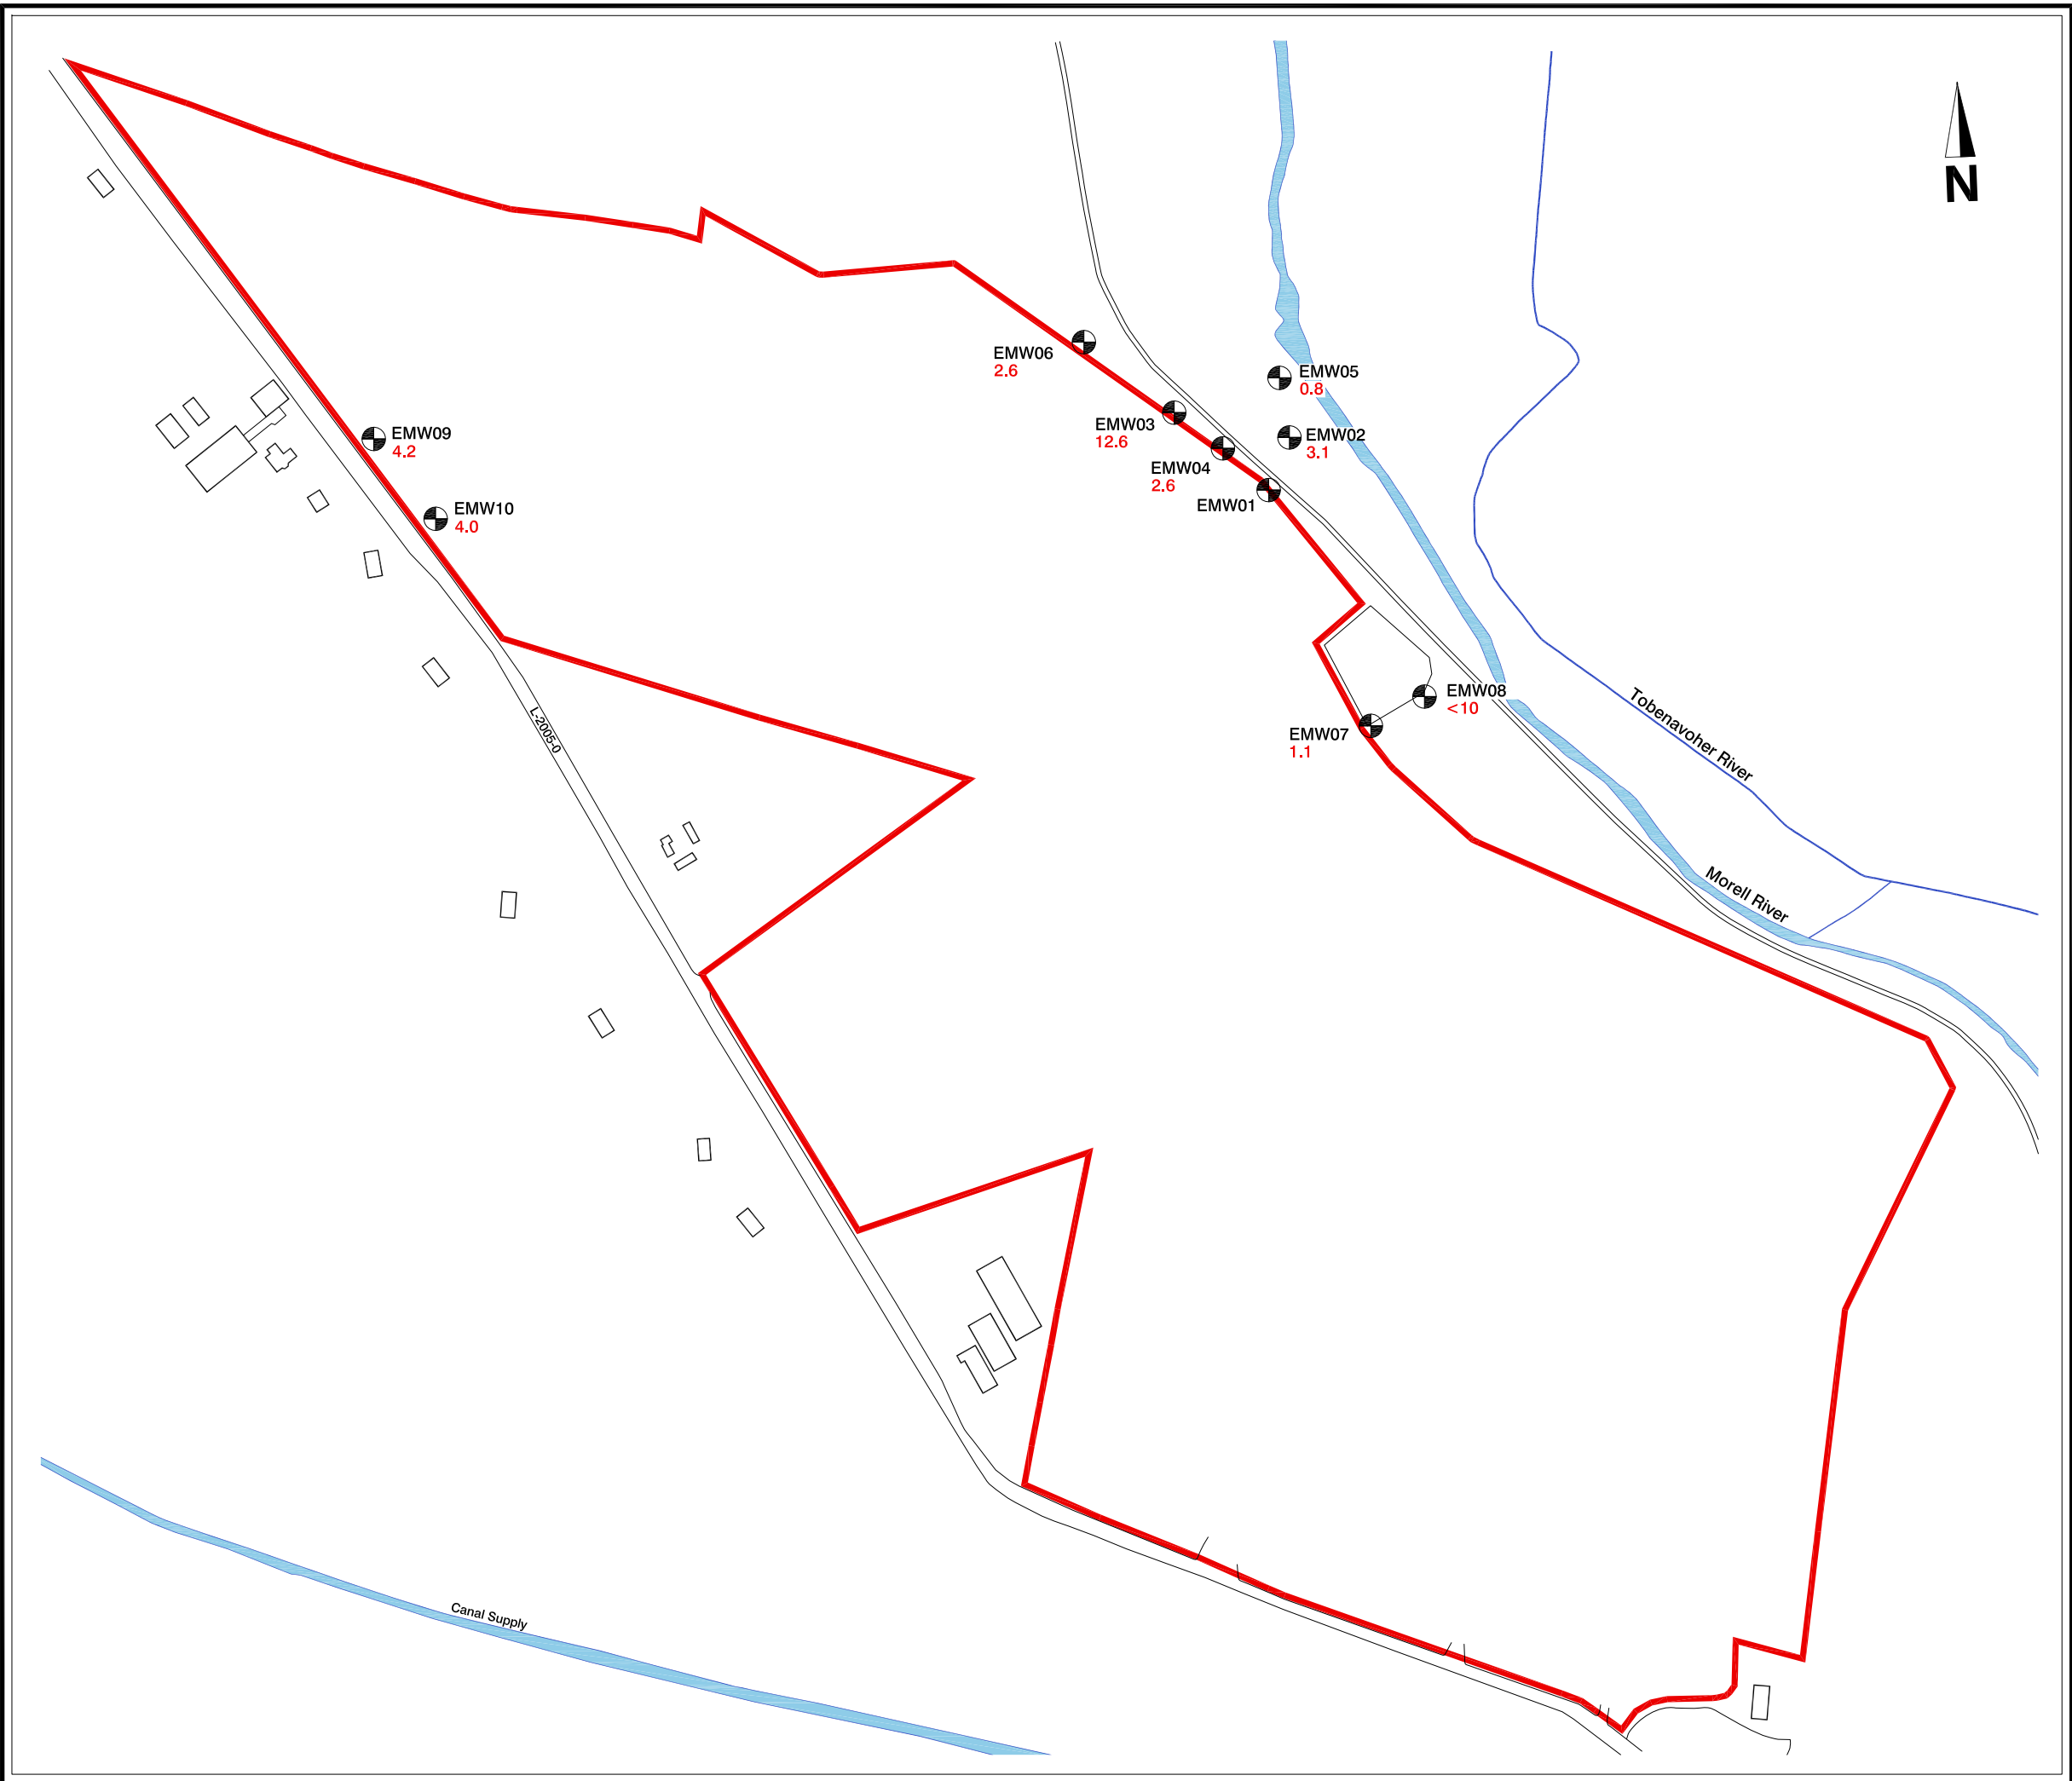 N
EMW06
2.6
EMW05
0.8
EMW03
12.6
EMW02
3.1
EMW09
4.2
EMW04
2.6
EMW01
EMW10
4.0
EMW08
<10
EMW07
1.1
L-2005-0
Tobenavoher River
Morell River
Canal Supply